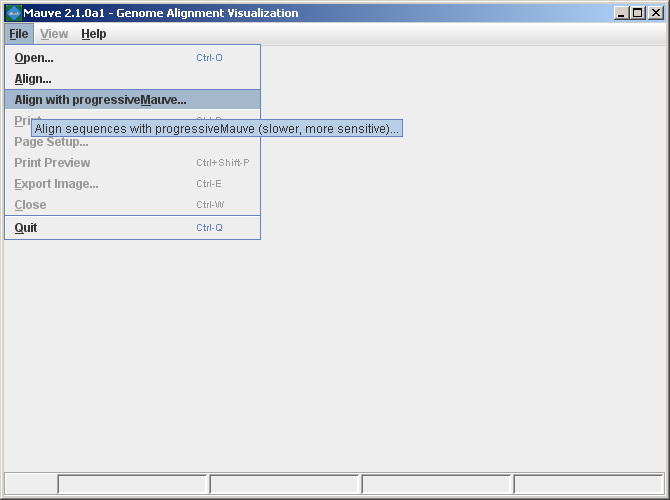 Mauve 2.1.0a1 - Genome Alignment Visualization
File View Help
Open... Ctrl-O
Align...
Align with progressiveMauve...
Print
Align sequences with progressiveMauve (slower, more sensitive)...
Page Setup...
Print Preview Ctrl+Shift-P
Export Image... Ctrl-E
Close Ctrl-W
Quit Ctrl-Q